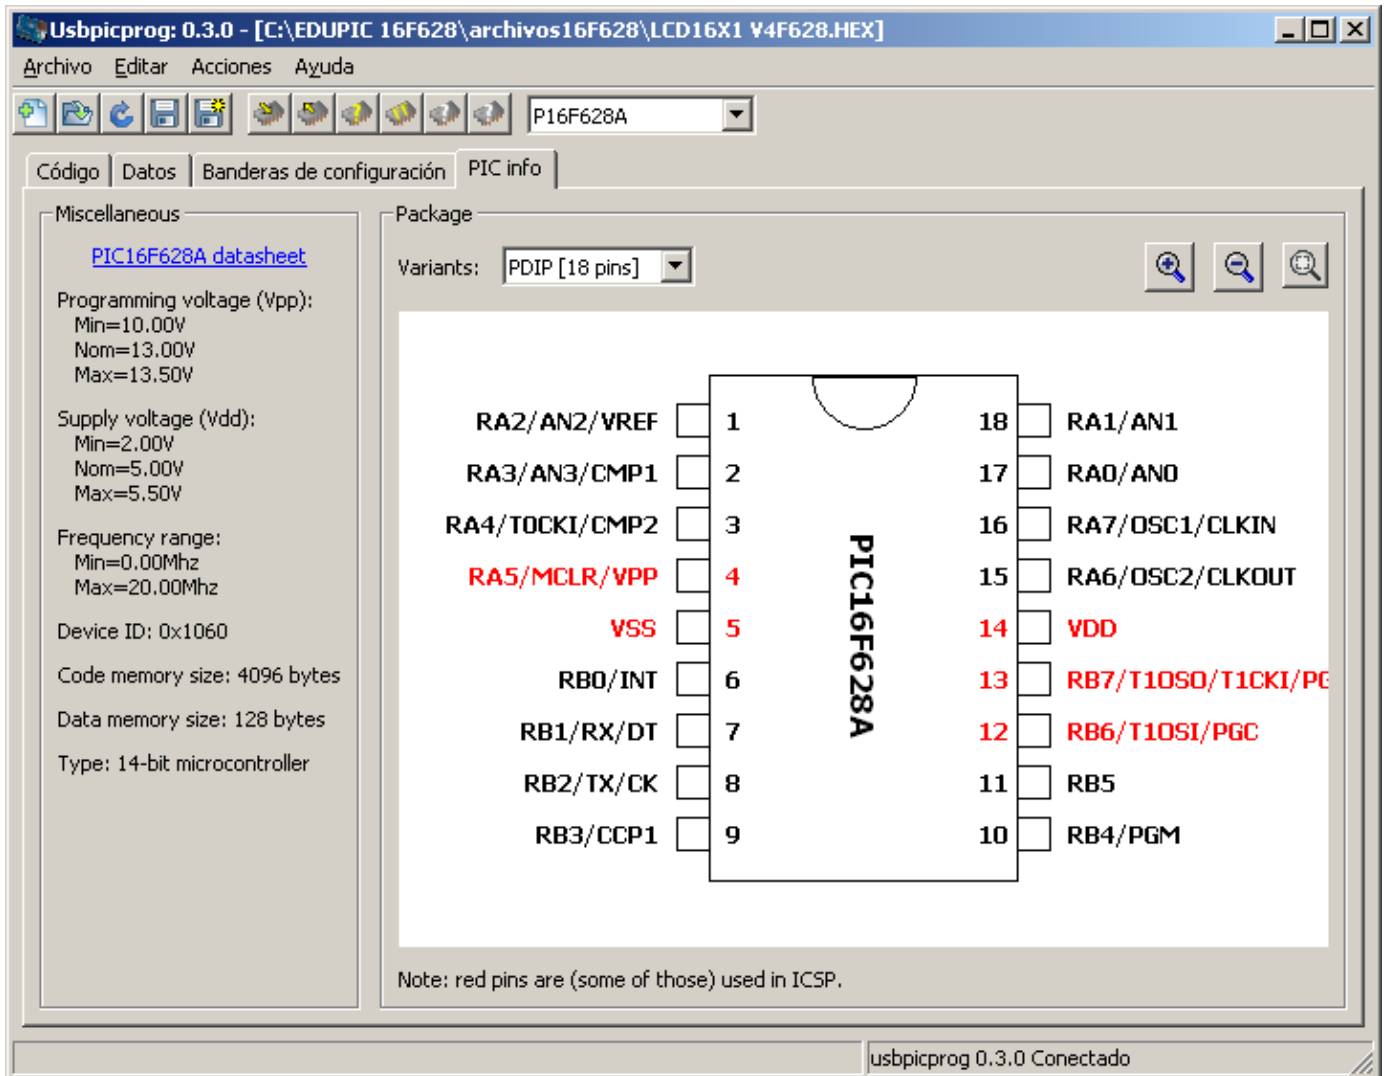 Usbpicprog: 0.3.0 - [C:\EDUPIC 16F628\archivos16F628\LCD16X1 V4F628.HEX]
Archivo Editar Acciones Ayuda
P16F628A
Código Datos Banderas de configuración PIC info
Miscellaneous
PIC16F628A datasheet
Programming voltage (Vpp):
Min=10.00V
Nom=13.00V
Max=13.50V
Supply voltage (Vdd):
Min=2.00V
Nom=5.00V
Max=5.50V
Frequency range:
Min=0.00Mhz
Max=20.00Mhz
Device ID: 0x1060
Code memory size: 4096 bytes
Data memory size: 128 bytes
Type: 14-bit microcontroller
Package
Variants: PDIP [18 pins]
RA2/AN2/VREF 1 18 RA1/AN1
RA3/AN3/CMP1 2 17 RA0/AN0
RA4/T0CKI/CMP2 3 16 RA7/OSC1/CLKIN
RA5/MCLR/VPP 4 15 RA6/OSC2/CLKOUT
VSS 5 14 VDD
RB0/INT 6 13 RB7/T1OSO/T1CKI/PG
RB1/RX/DT 7 12 RB6/T1OSI/PGC
RB2/TX/CK 8 11 RB5
RB3/CCP1 9 10 RB4/PGM
PIC16F628A
Note: red pins are (some of those) used in ICSP.
usbpicprog 0.3.0 Conectado